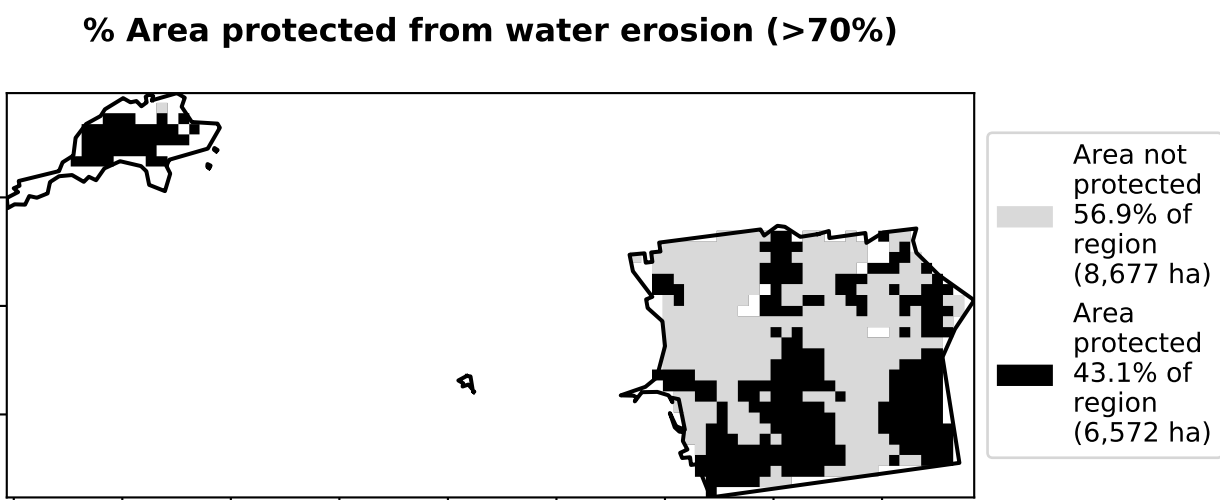 % Area protected from water erosion (>70%)
Area not
protected
56.9% of
region
(8,677 ha)
Area
protected
43.1% of
region
(6,572 ha)